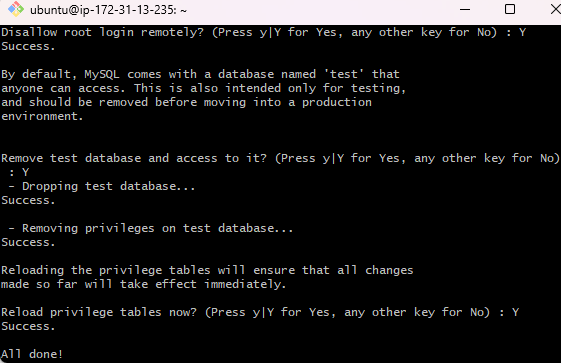 ubuntu@ip-172-31-13-235: ~
Disallow root login remotely? (Press y|Y for Yes, any other key for No) : Y
Success.
By default, MySQL comes with a database named 'test' that
anyone can access. This is also intended only for testing,
and should be removed before moving into a production
environment.
Remove test database and access to it? (Press y|Y for Yes, any other key for No)
 : Y
 - Dropping test database...
Success.
 - Removing privileges on test database...
Success.
Reloading the privilege tables will ensure that all changes
made so far will take effect immediately.
Reload privilege tables now? (Press y|Y for Yes, any other key for No) : Y
Success.
All done!